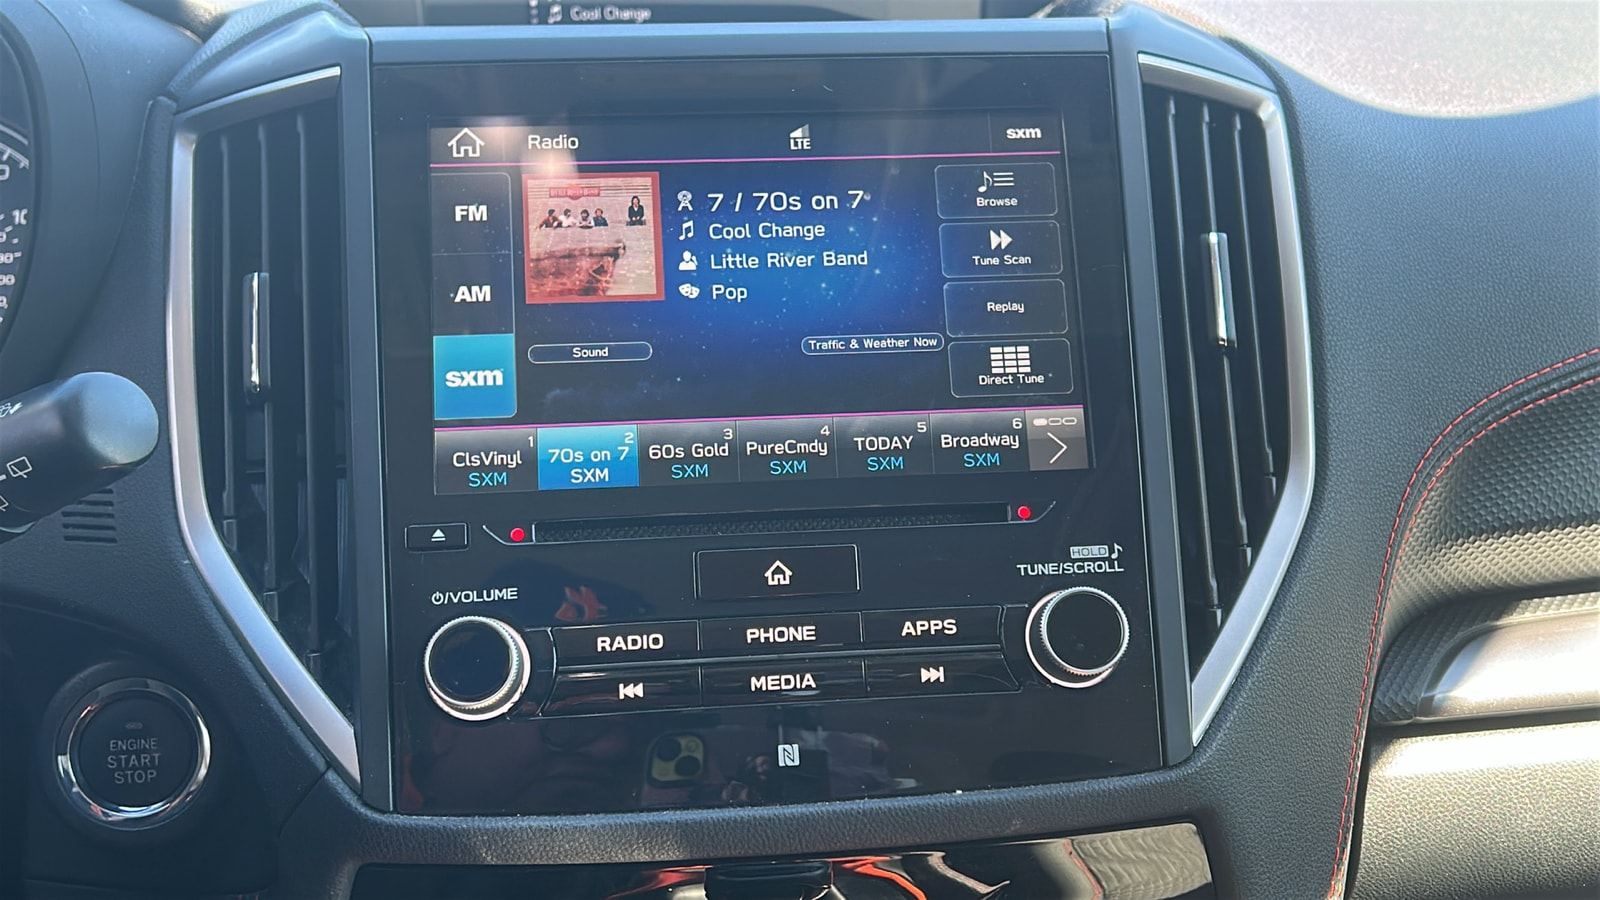 Cool Change
Radio
LTE
sxm
FM
AM
sxm
7 / 70s on 7
Cool Change
Little River Band
Pop
Sound
Traffic & Weather Now
Browse
Tune Scan
Replay
Direct Tune
1
ClsVinyl
SXM
2
70s on 7
SXM
3
60s Gold
SXM
4
PureCmdy
SXM
5
TODAY
SXM
6
Broadway
SXM
HOLD
TUNE/SCROLL
/VOLUME
RADIO
PHONE
APPS
MEDIA
N
ENGINE
START
STOP